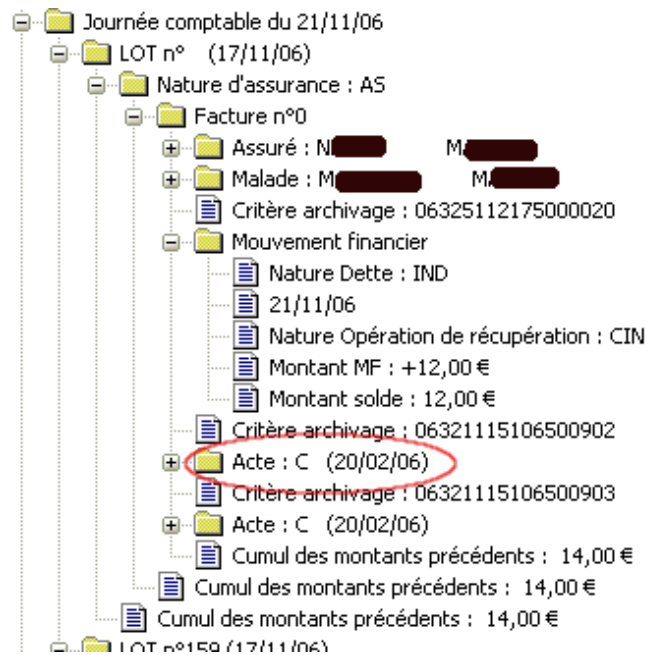 Journée comptable du 21/11/06
LOT n° (17/11/06)
Nature d'assurance : AS
Facture n°0
Assuré : N M
Malade : M M
Critère archivage : 06325112175000020
Mouvement financier
Nature Dette : IND
21/11/06
Nature Opération de récupération : CIN
Montant MF : +12,00 €
Montant solde : 12,00 €
Critère archivage : 06321115106500902
Acte : C (20/02/06)
Critère archivage : 06321115106500903
Acte : C (20/02/06)
Cumul des montants précédents : 14,00 €
Cumul des montants précédents : 14,00 €
Cumul des montants précédents : 14,00 €
LOT n°159 (17/11/06)